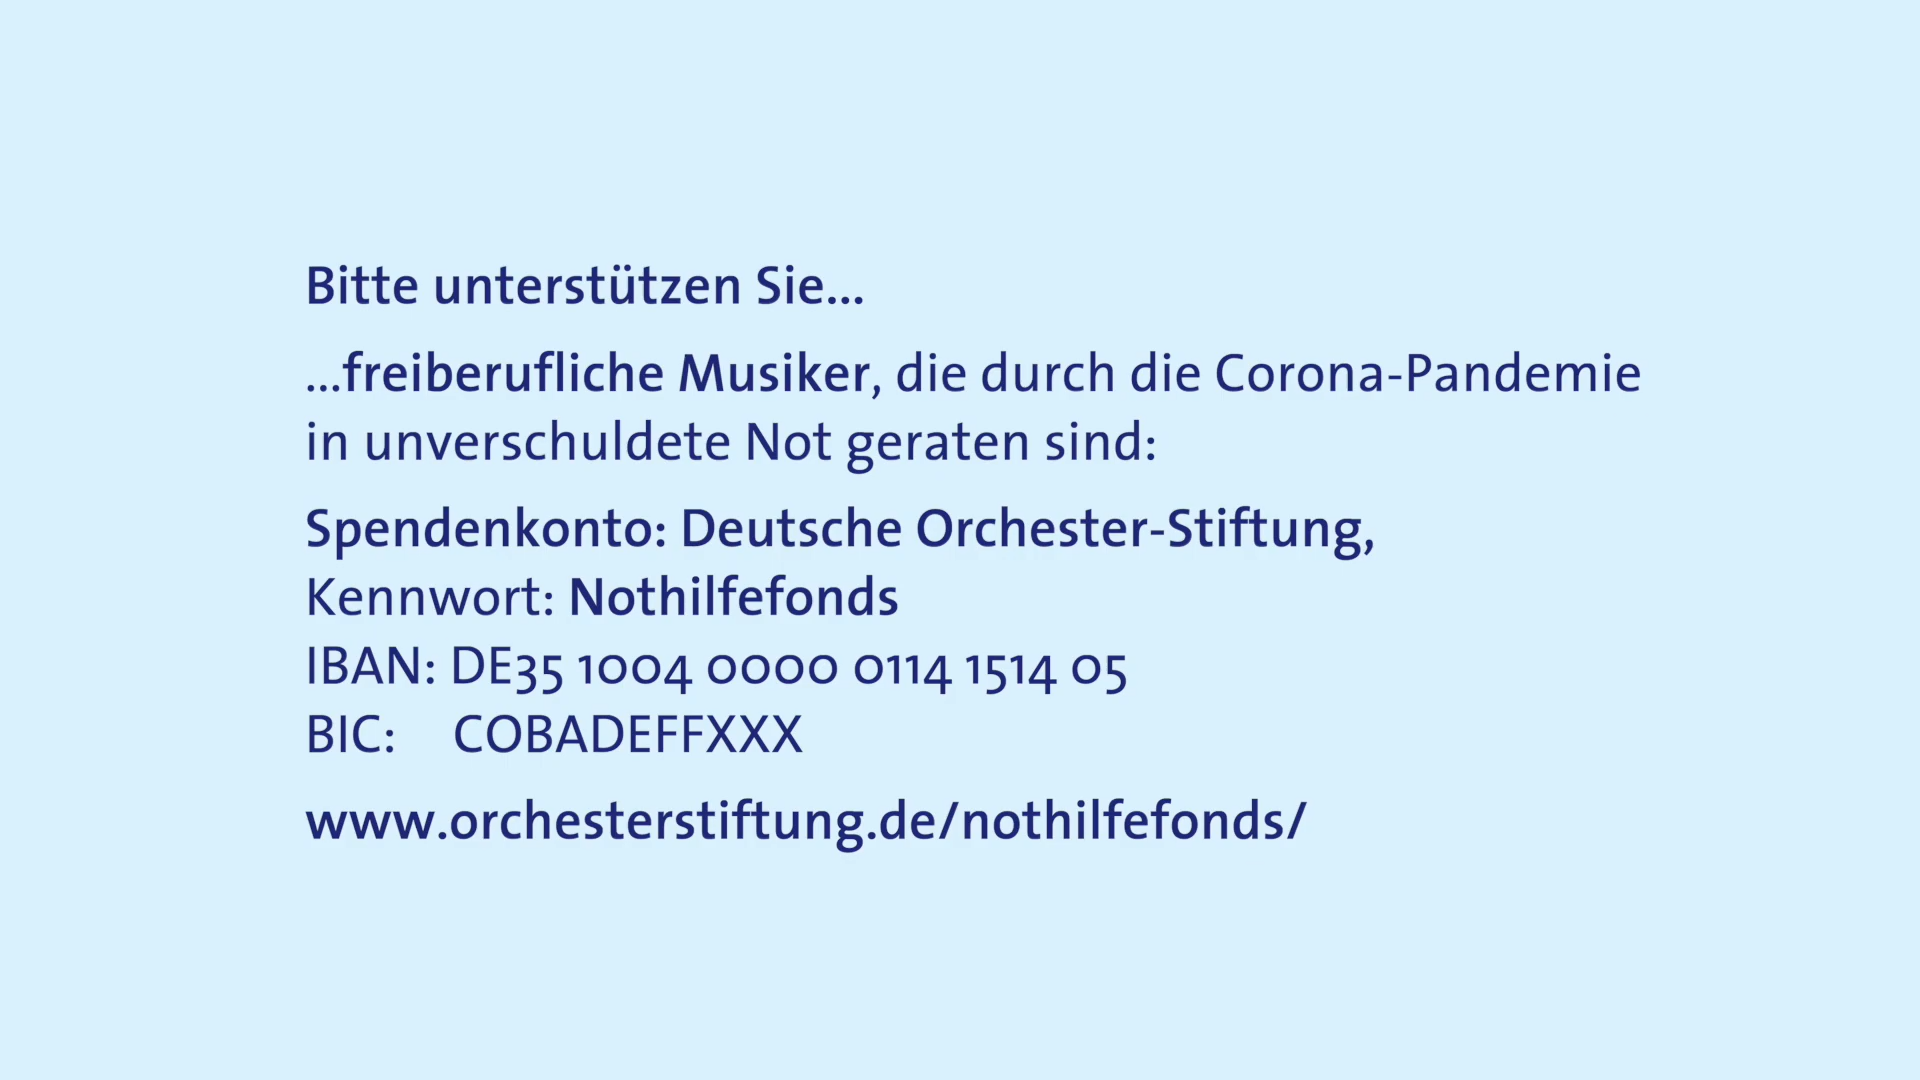 Bitte unterstützen Sie...
...freiberufliche Musiker, die durch die Corona-Pandemie
in unverschuldete Not geraten sind:
Spendenkonto: Deutsche Orchester-Stiftung,
Kennwort: Nothilfefonds
IBAN: DE35 1004 0000 0114 1514 05
BIC: COBADEFFXXX
www.orchesterstiftung.de/nothilfefonds/